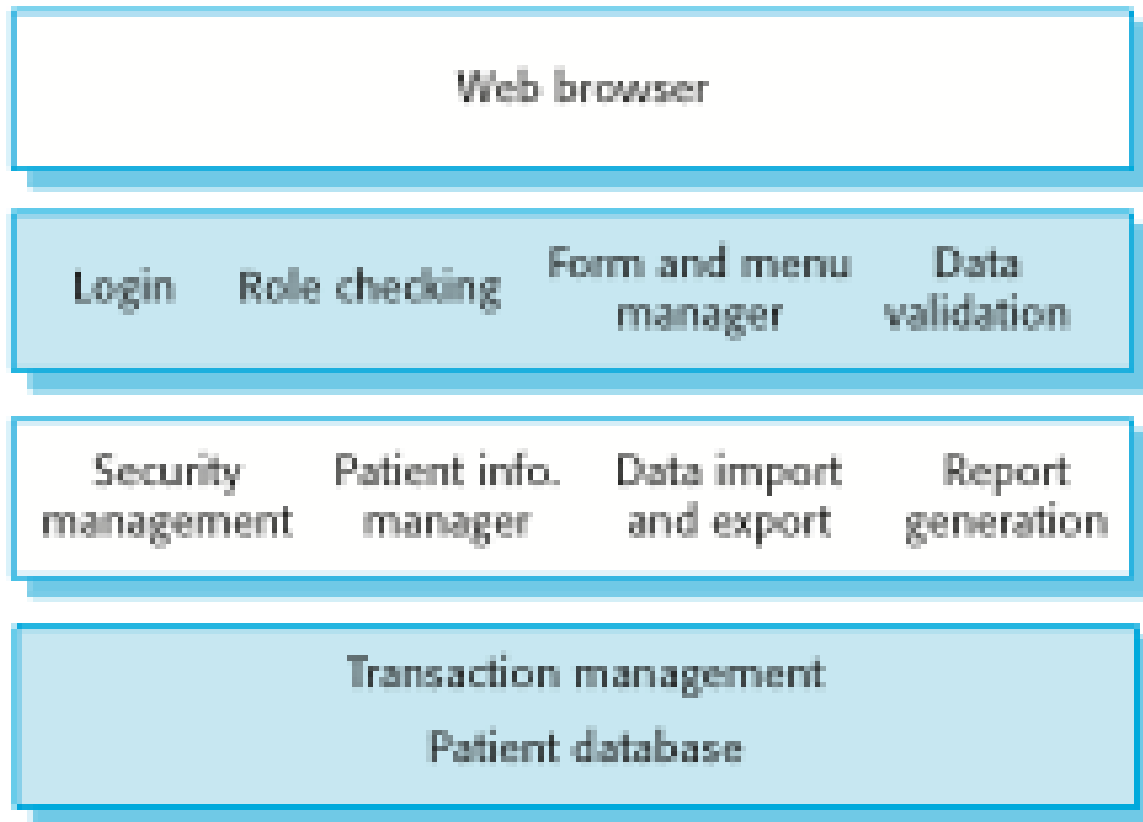 Web browser
Login Role checking Form and menu manager Data validation
Security management Patient info. manager Data import and export Report generation
Transaction management
Patient database